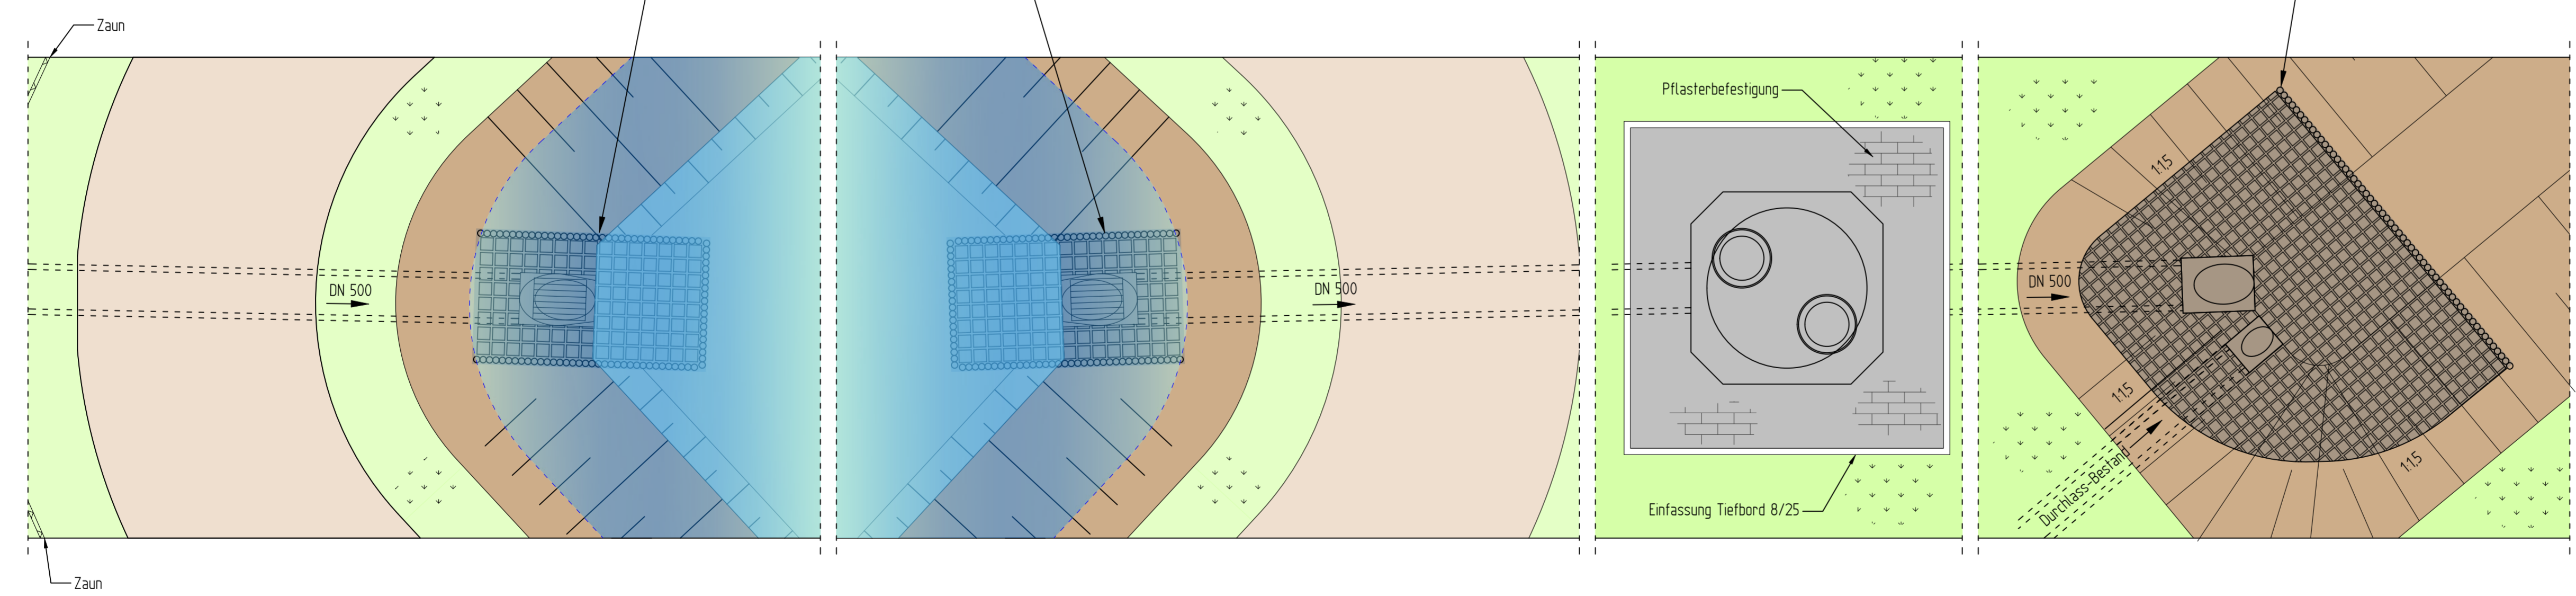 Zaun
DN 500
Zaun
DN 500
Pflasterbefestigung
Einfassung Tiefbord 8/25
1:1,5
DN 500
1:1,5
1:1,5
Durchlass-Bestand